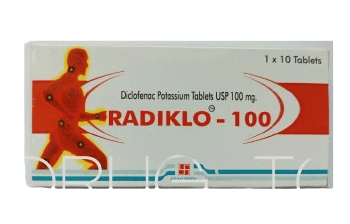 1 x 10 Tablets
Diclofenac Potassium Tablets USP 100 mg.
RADIKLO - 100